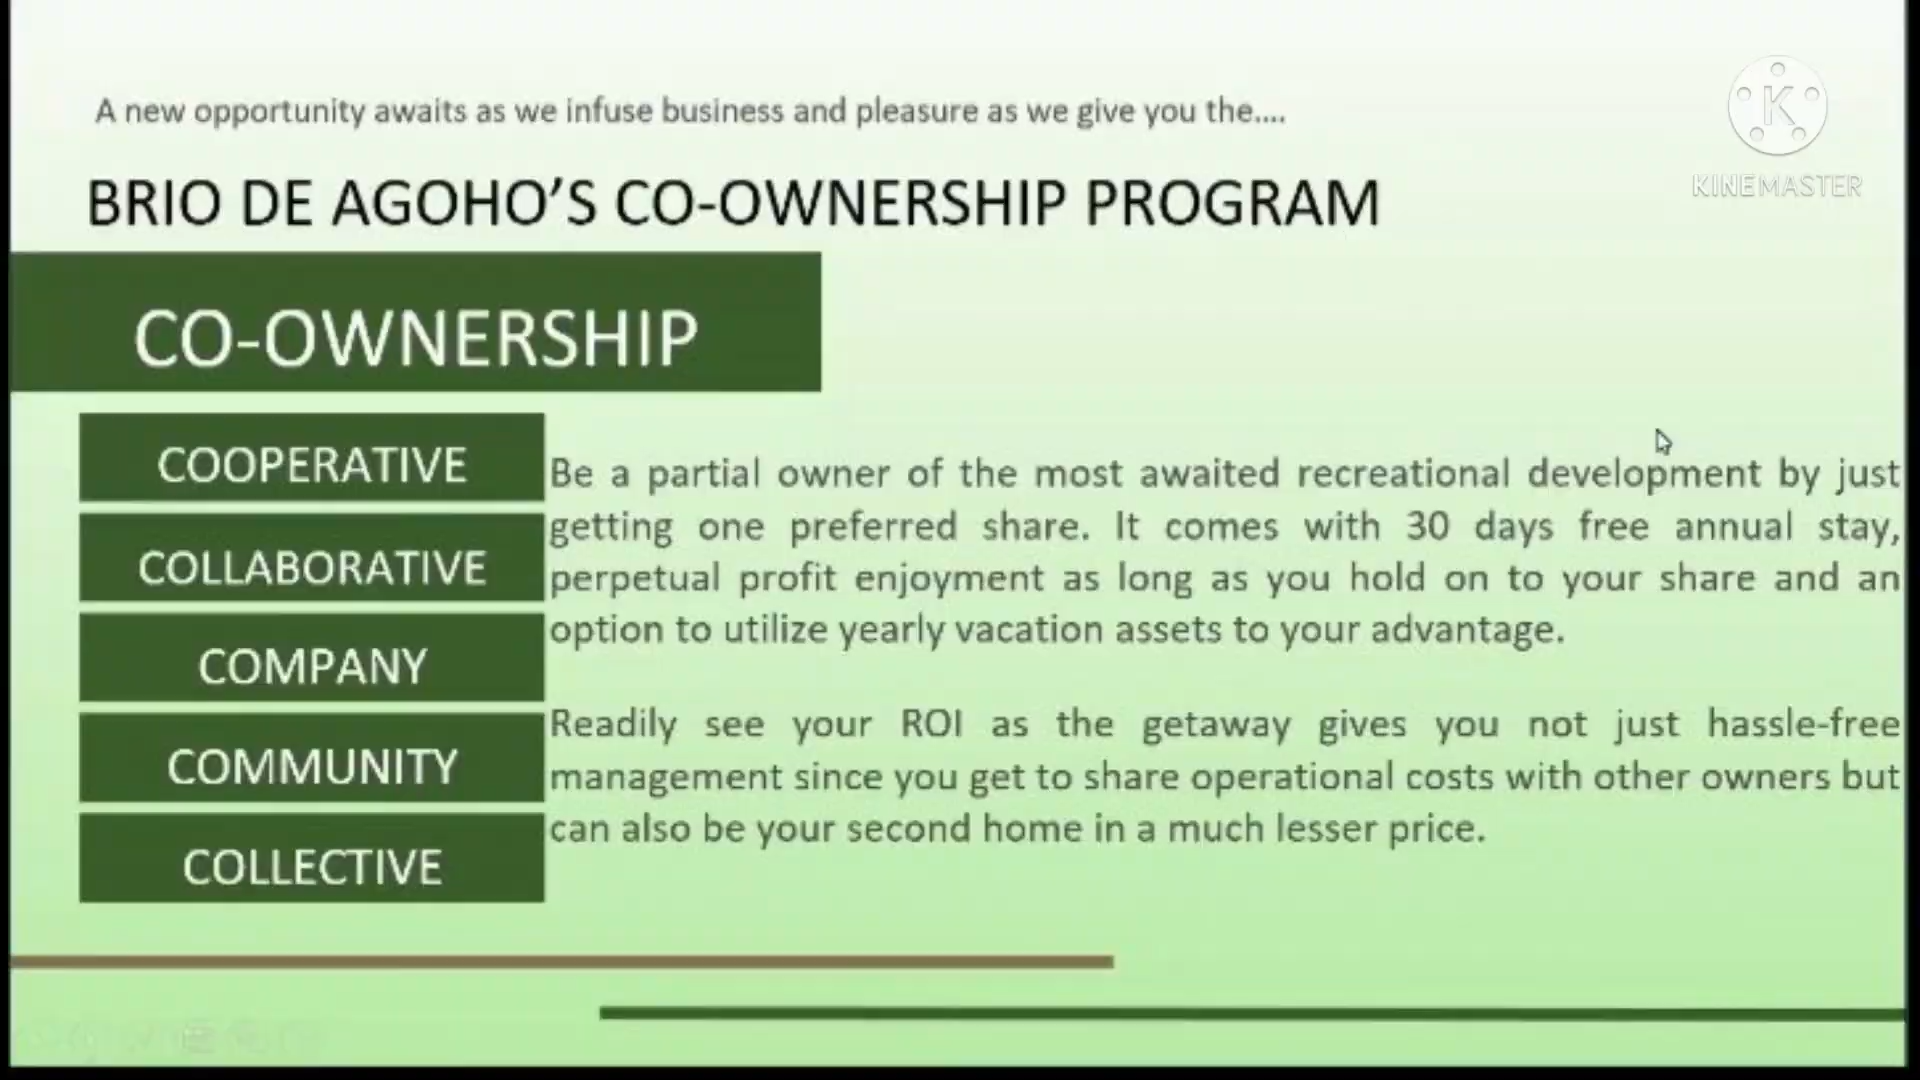 A new opportunity awaits as we infuse business and pleasure as we give you the....
K
KINEMASTER
BRIO DE AGOHO’S CO-OWNERSHIP PROGRAM
CO-OWNERSHIP
COOPERATIVE
COLLABORATIVE
COMPANY
COMMUNITY
COLLECTIVE
Be a partial owner of the most awaited recreational development by just
getting one preferred share. It comes with 30 days free annual stay,
perpetual profit enjoyment as long as you hold on to your share and an
option to utilize yearly vacation assets to your advantage.
Readily see your ROI as the getaway gives you not just hassle-free
management since you get to share operational costs with other owners but
can also be your second home in a much lesser price.